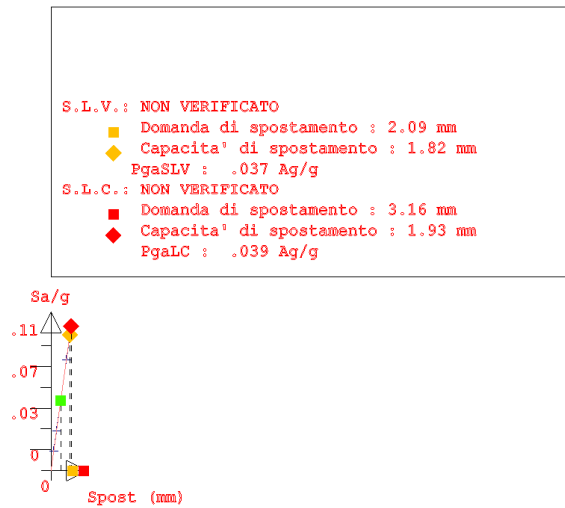 S.L.V.: NON VERIFICATO
Domanda di spostamento : 2.09 mm
Capacita' di spostamento : 1.82 mm
PgaSLV : .037 Ag/g
S.L.C.: NON VERIFICATO
Domanda di spostamento : 3.16 mm
Capacita' di spostamento : 1.93 mm
PgaLC : .039 Ag/g
Sa/g
.11
.07
.03
0
0
Spost (mm)